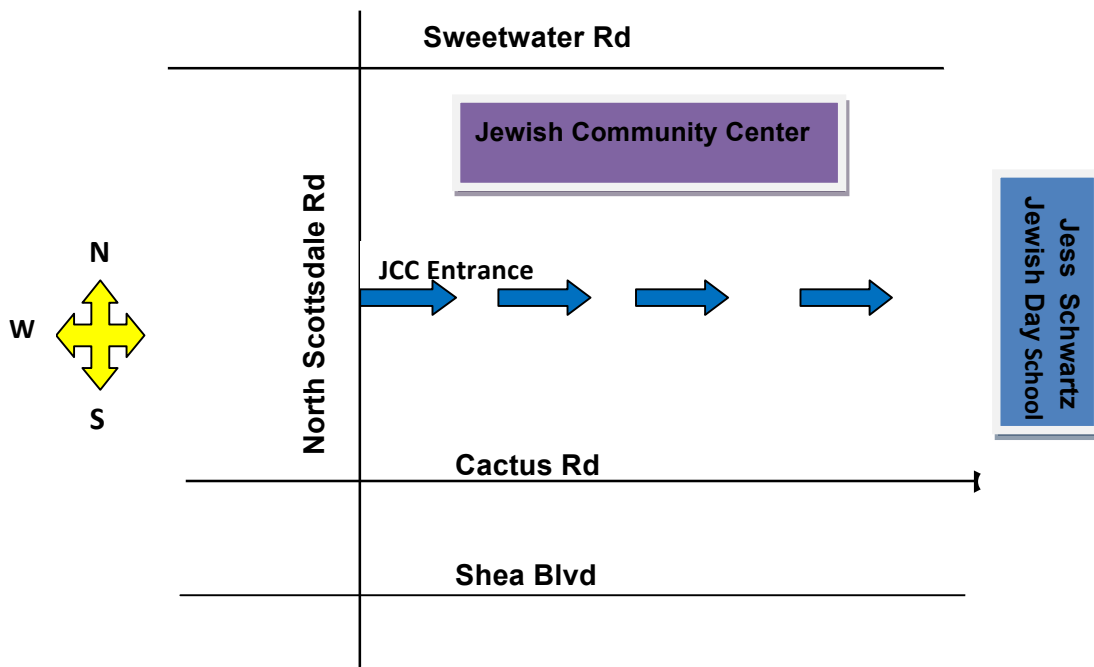 Sweetwater Rd
Jewish Community Center
North Scottsdale Rd
Jess Schwartz
Jewish Day School
N
JCC Entrance
W
S
Cactus Rd
Shea Blvd